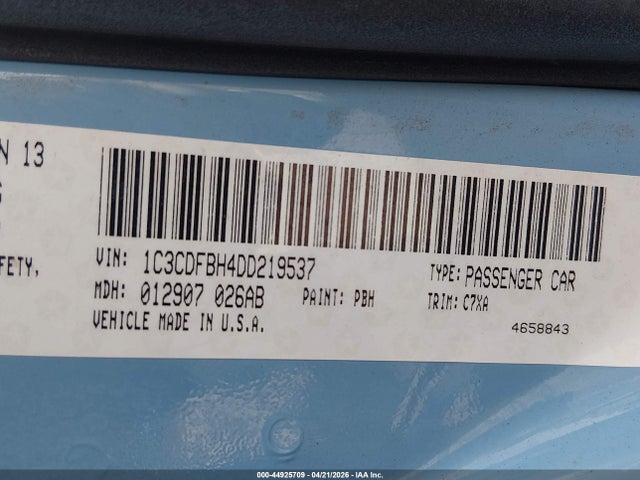 N 13
FETY,
VIN: 1C3CDFBH4DD219537
TYPE: PASSENGER CAR
MDH: 012907 026AB
PAINT: PBH
TRIM: C7XA
VEHICLE MADE IN U.S.A.
4658843
000-44925709 - 04/21/2026 - IAA Inc.